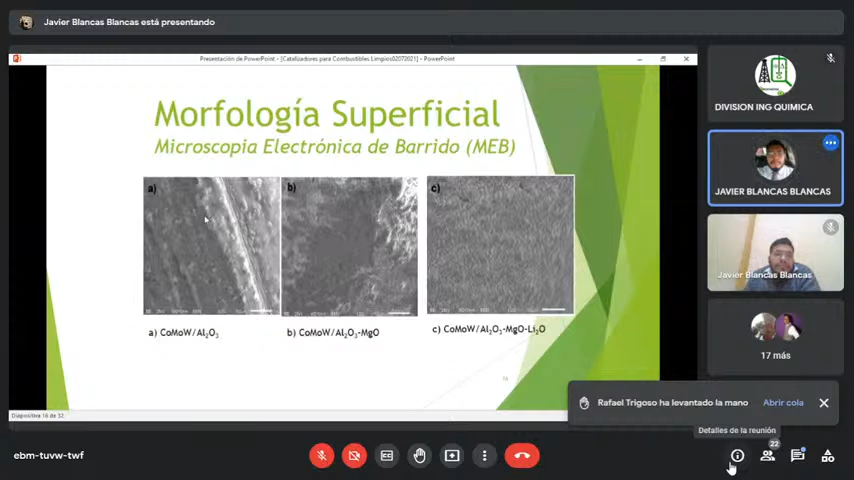 Javier Blancas Blancas está presentando
Presentación de PowerPoint - [Catalizadores para Combustibles Limpios02072021] - PowerPoint
Morfología Superficial
Microscopia Electrónica de Barrido (MEB)
a)
b)
c)
a) CoMoW/Al₂O₃
b) CoMoW/Al₂O₃-MgO
c) CoMoW/Al₂O₃-MgO-Li₂O
16
Diapositiva 16 de 32
DIVISION ING QUIMICA
JAVIER BLANCAS BLANCAS
Javier Blancas Blancas
17 más
Rafael Trigoso ha levantado la mano
Abrir cola
Detalles de la reunión
22
ebm-tuvw-twf